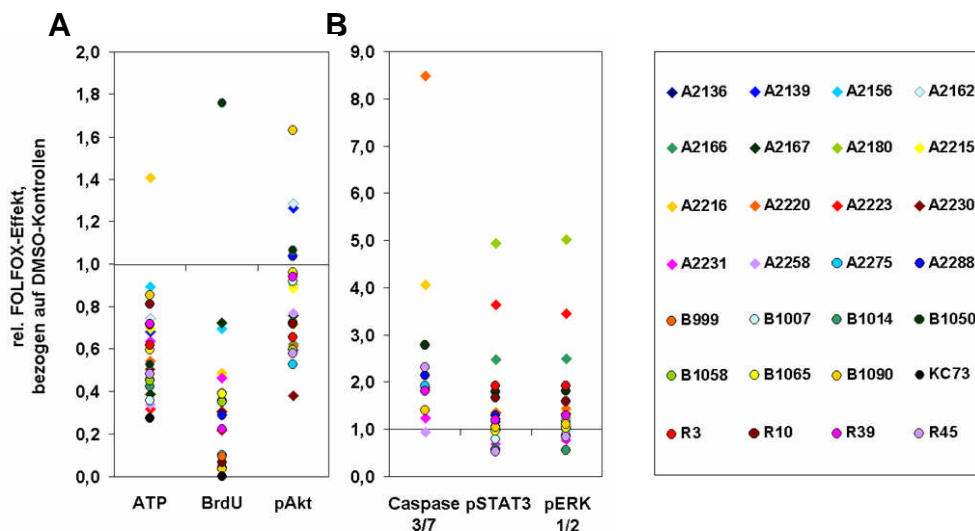 A
B
rel. FOLFOX-Effekt,
bezogen auf DMSO-Kontrollen
2,0
1,8
1,6
1,4
1,2
1,0
0,8
0,6
0,4
0,2
0,0
ATP BrdU pAkt
9,0
8,0
7,0
6,0
5,0
4,0
3,0
2,0
1,0
0,0
Caspase pSTAT3 pERK
3/7 1/2
A2136 A2139 A2156 A2162
A2166 A2167 A2180 A2215
A2216 A2220 A2223 A2230
A2231 A2258 A2275 A2288
B999 B1007 B1014 B1050
B1058 B1065 B1090 KC73
R3 R10 R39 R45